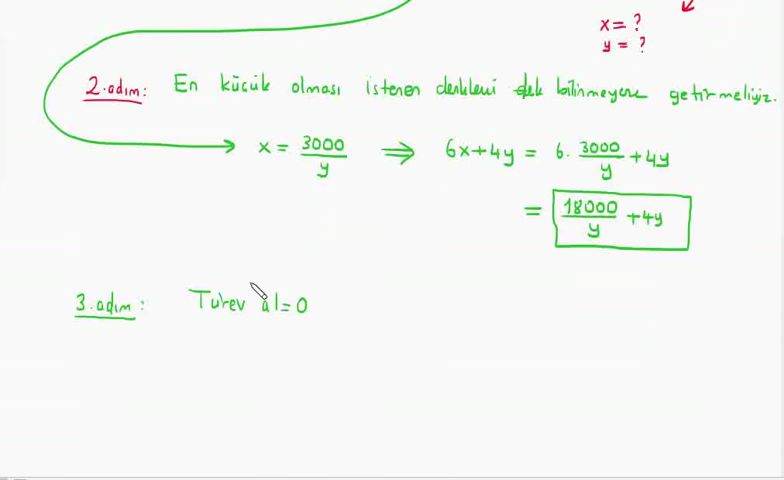 x = ?
y = ?
2.adım: En küçük olması istenen denklemi tek bilinmeyene getirmeliyiz.
x = 3000/y ⇒ 6x+4y = 6. 3000/y +4y
= 18000/y +4y
3.adım: Türev al=0